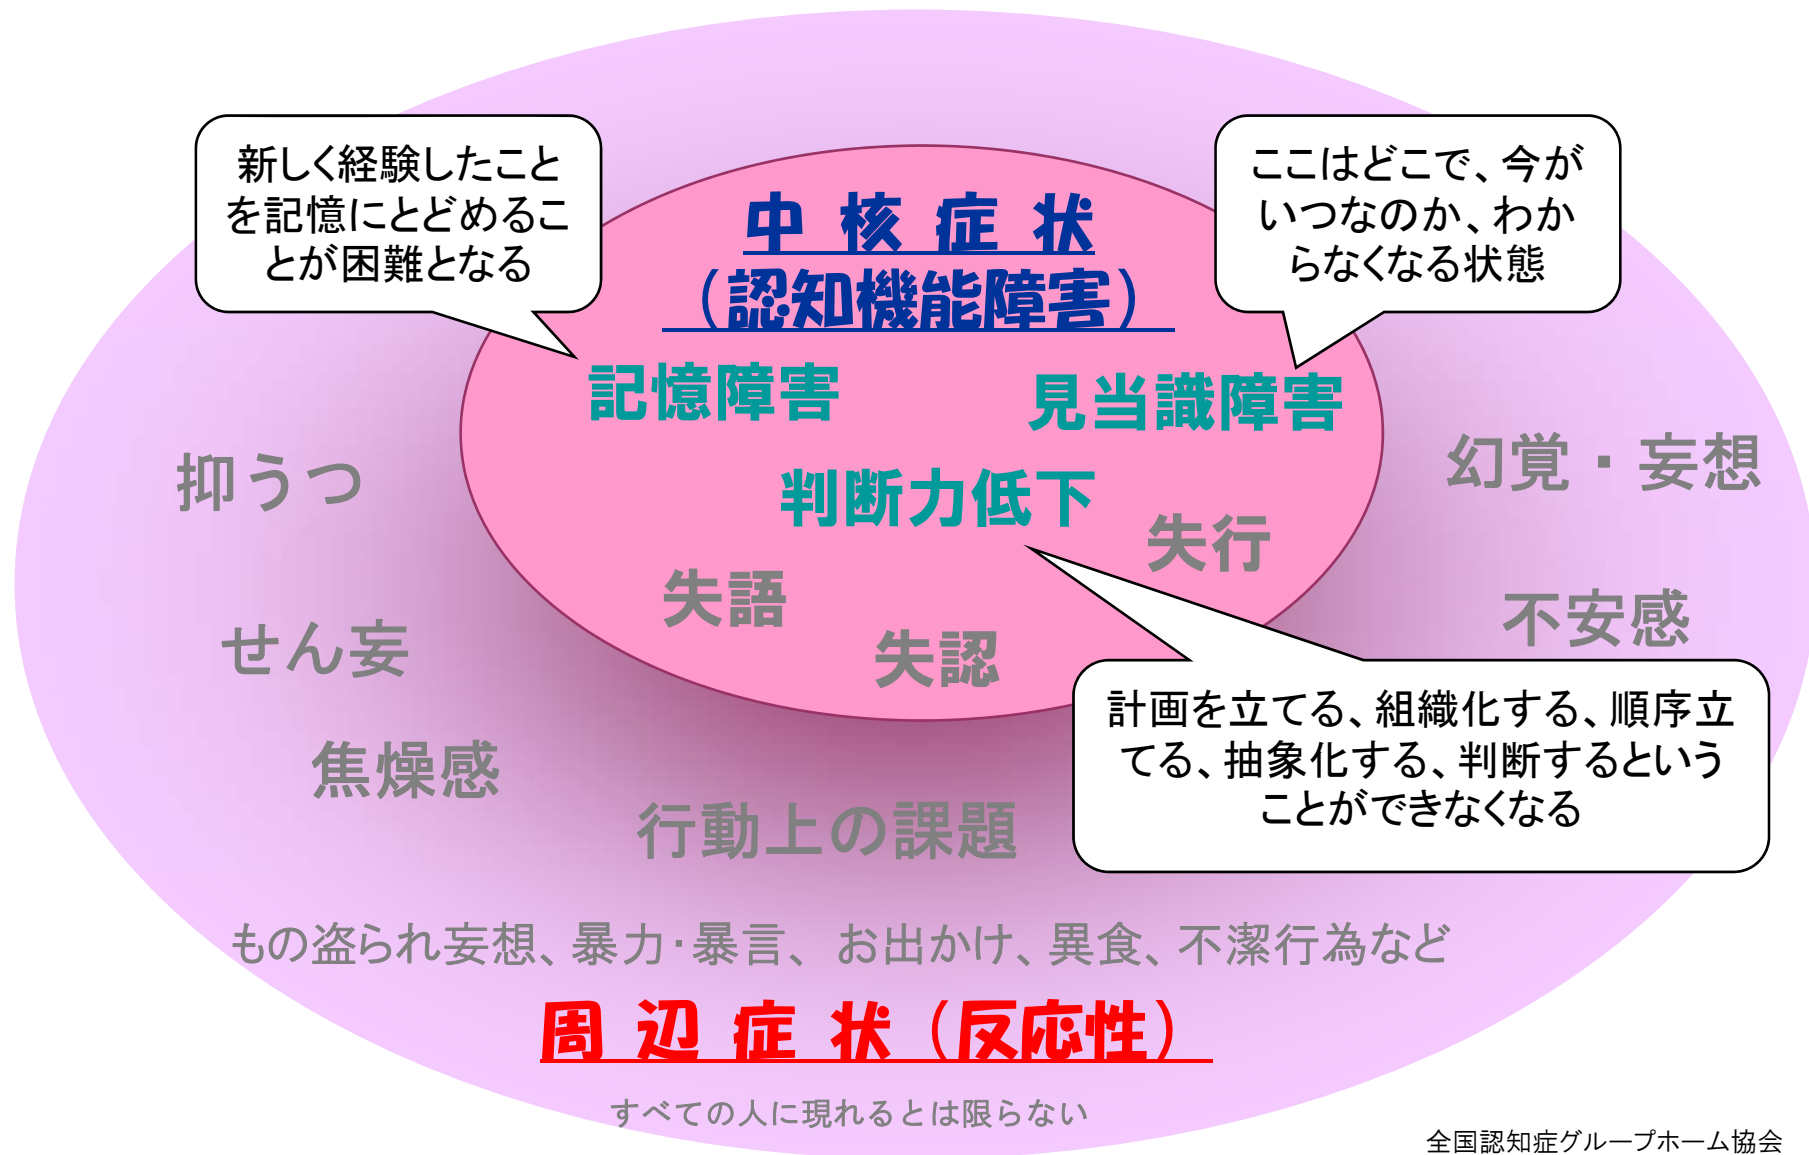 新しく経験したこと
を記憶にとどめるこ
とが困難となる
ここはどこで、今が
いつなのか、わか
らなくなる状態
中 核 症 状
（認知機能障害）
記憶障害
見当識障害
判断力低下
失行
失語
失認
抑うつ
幻覚・妄想
せん妄
不安感
焦燥感
計画を立てる、組織化する、順序立
てる、抽象化する、判断するという
ことができなくなる
行動上の課題
もの盗られ妄想、暴力・暴言、お出かけ、異食、不潔行為など
周 辺 症 状（反応性）
すべての人に現れるとは限らない
全国認知症グループホーム協会